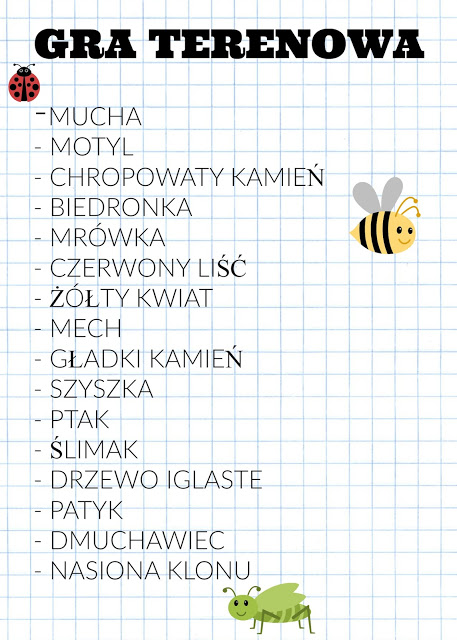 GRA TERENOWA
-MUCHA
- MOTYL
- CHROPOWATY KAMIEŃ
- BIEDRONKA
- MRÓWKA
- CZERWONY LIŚĆ
- ŻÓŁTY KWIAT
- MECH
- GŁADKI KAMIEŃ
- SZYSZKA
- PTAK
- ŚLIMAK
- DRZEWO IGLASTE
- PATYK
- DMUCHAWIEC
- NASIONA KLONU